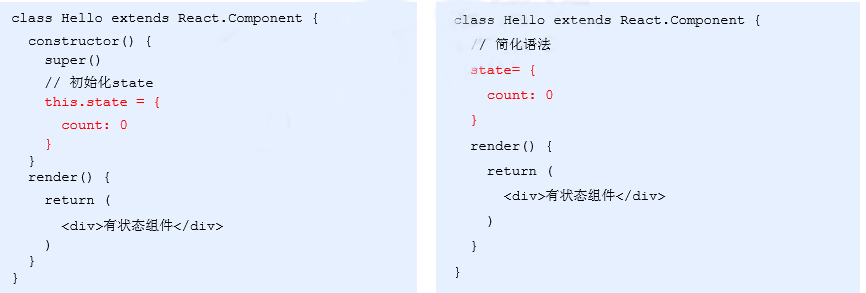 class Hello extends React.Component {
  constructor() {
    super()
    // 初始化state
    this.state = {
      count: 0
    }
  }
  render() {
    return (
      <div>有状态组件</div>
    )
  }
}
class Hello extends React.Component {
  // 简化语法
  state= {
    count: 0
  }
  render() {
    return (
      <div>有状态组件</div>
    )
  }
}